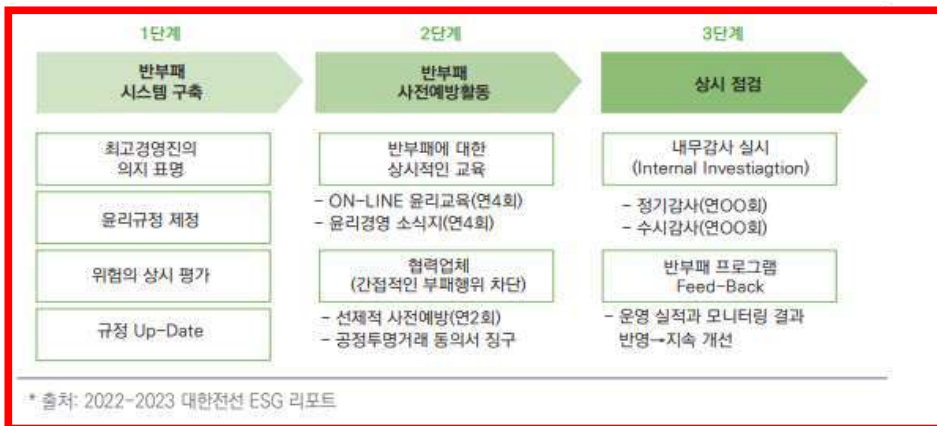 1단계
반부패
시스템 구축
최고경영진의
의지 표명
윤리규정 제정
위험의 상시 평가
규정 Up-Date
2단계
반부패
사전예방활동
반부패에 대한
상시적인 교육
- ON-LINE 윤리교육(연4회)
- 윤리경영 소식지(연4회)
협력업체
(간접적인 부패행위 차단)
- 선제적 사전예방(연2회)
- 공정투명거래 동의서 징구
3단계
상시 점검
내무감사 실시
(Internal Investiagtion)
- 정기감사(연OO회)
- 수시감사(연OO회)
반부패 프로그램
Feed-Back
- 운영 실적과 모니터링 결과
반영→지속 개선
* 출처: 2022-2023 대한전선 ESG 리포트